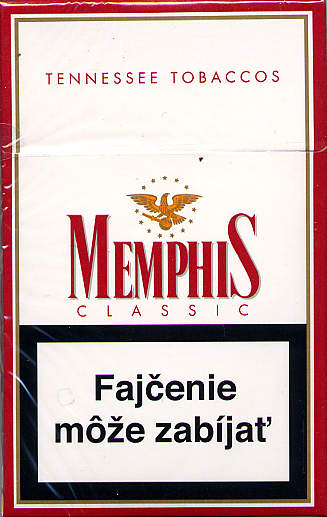 TENNESSEE TOBACCOS
MEMPHIS
CLASSIC
Fajčenie
môže zabíjať